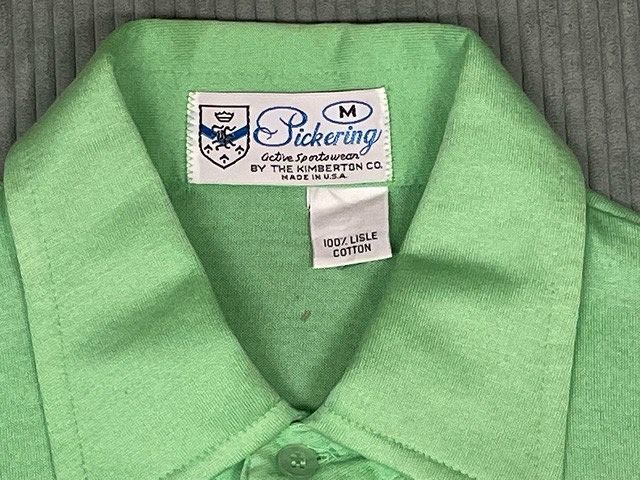 M
Pickering
active sportswear
BY THE KIMBERTON CO.
MADE IN U.S.A.
100% LISLE
COTTON